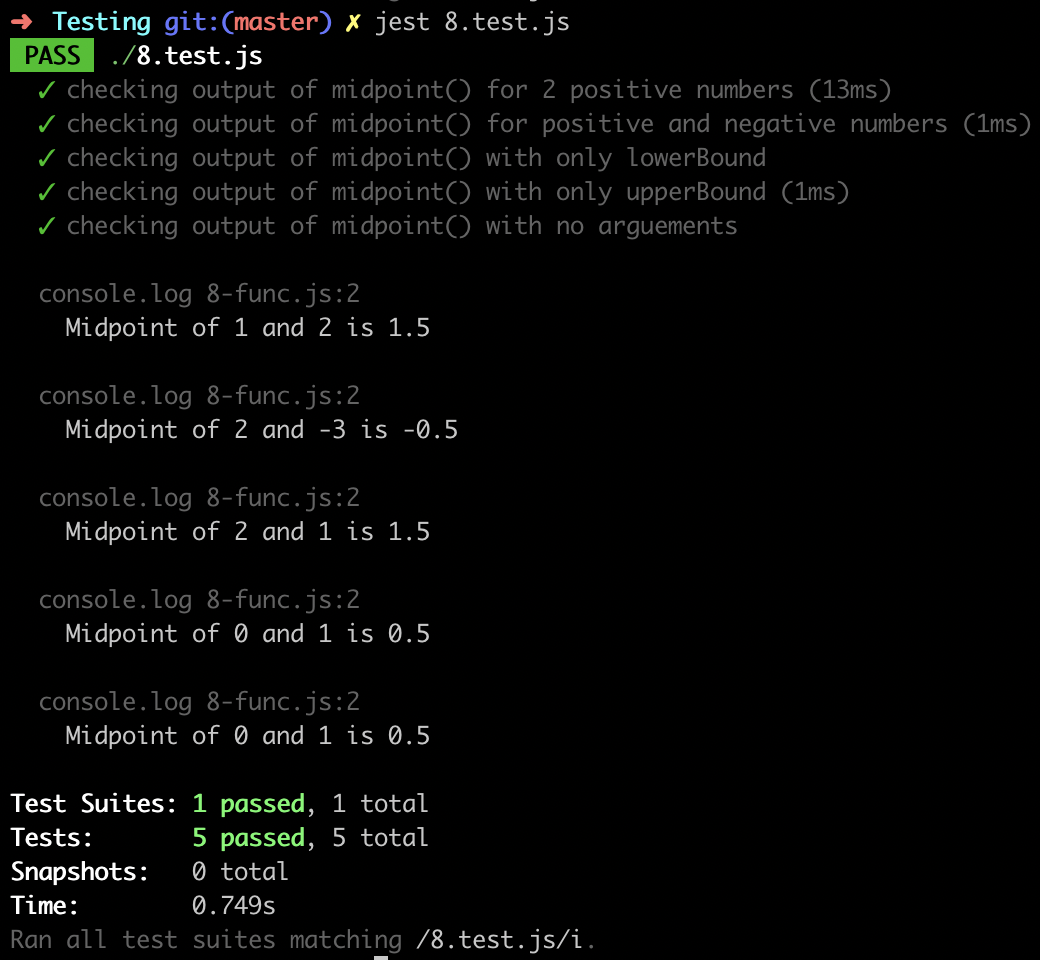 ➜ Testing git:(master) ✗ jest 8.test.js
PASS ./8.test.js
✓ checking output of midpoint() for 2 positive numbers (13ms)
✓ checking output of midpoint() for positive and negative numbers (1ms)
✓ checking output of midpoint() with only lowerBound
✓ checking output of midpoint() with only upperBound (1ms)
✓ checking output of midpoint() with no arguements
console.log 8-func.js:2
Midpoint of 1 and 2 is 1.5
console.log 8-func.js:2
Midpoint of 2 and -3 is -0.5
console.log 8-func.js:2
Midpoint of 2 and 1 is 1.5
console.log 8-func.js:2
Midpoint of 0 and 1 is 0.5
console.log 8-func.js:2
Midpoint of 0 and 1 is 0.5
Test Suites: 1 passed, 1 total
Tests: 5 passed, 5 total
Snapshots: 0 total
Time: 0.749s
Ran all test suites matching /8.test.js/i.